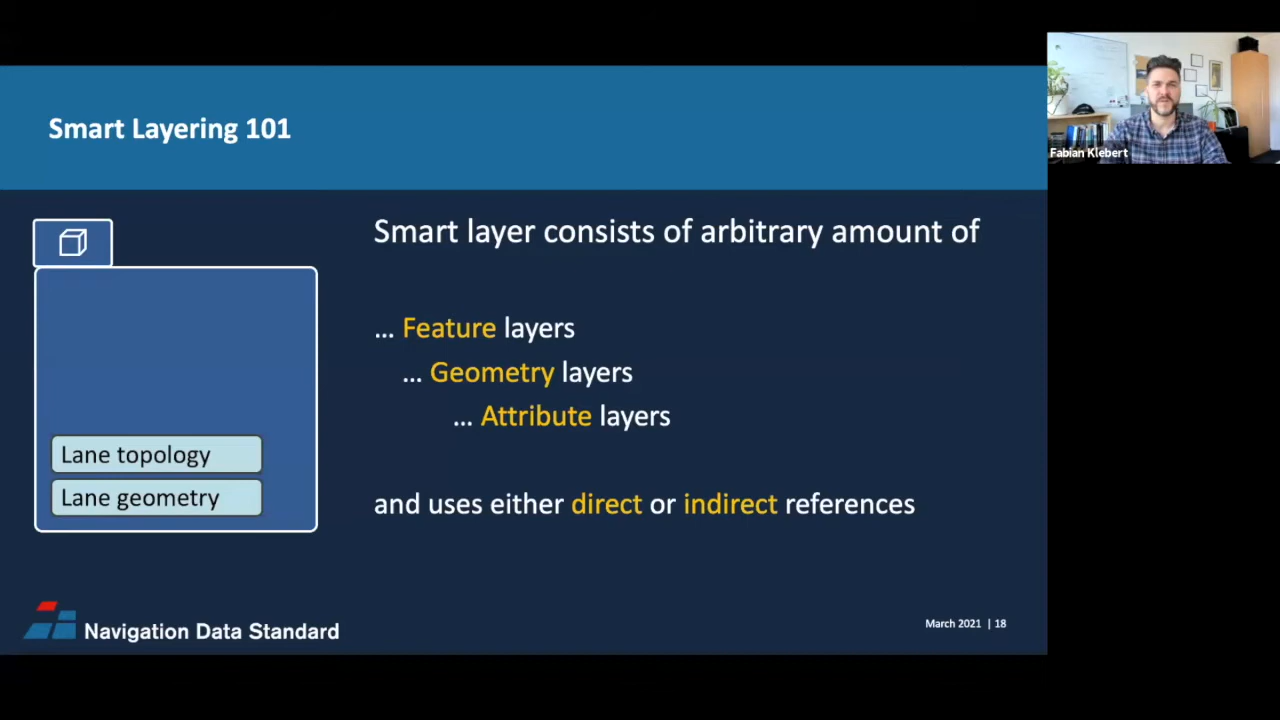 Smart Layering 101
Fabian Klebert
Smart layer consists of arbitrary amount of
... Feature layers
... Geometry layers
... Attribute layers
Lane topology
Lane geometry
and uses either direct or indirect references
Navigation Data Standard
March 2021 | 18